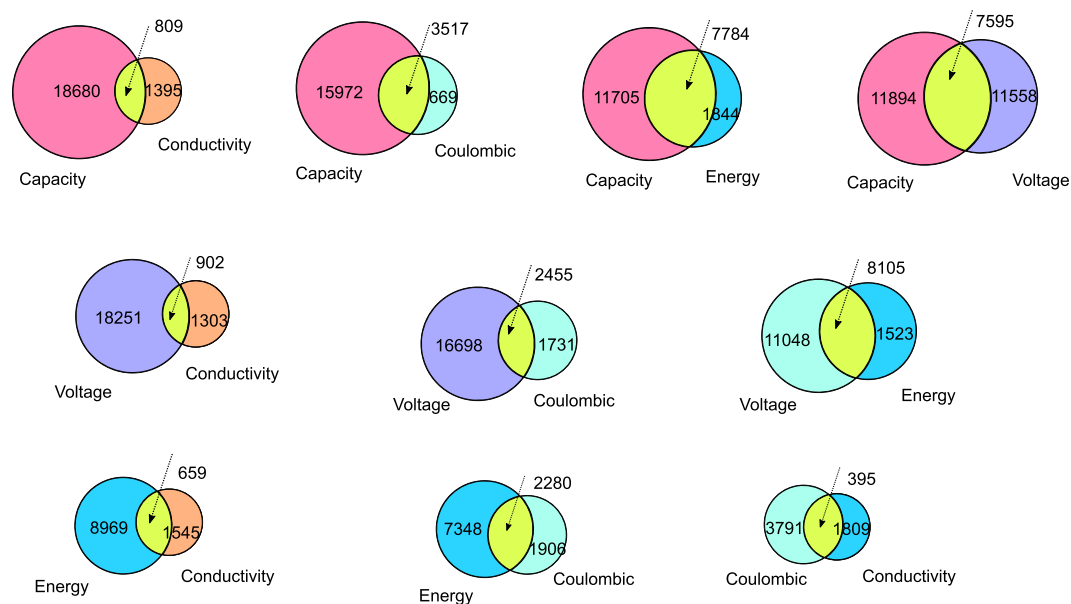 809
18680
1395
Conductivity
Capacity
3517
15972
669
Coulombic
Capacity
7784
11705
1844
Energy
Capacity
7595
11894
11558
Capacity
Voltage
902
18251
1303
Conductivity
Voltage
2455
16698
1731
Coulombic
Voltage
8105
11048
1523
Energy
Voltage
659
8969
1545
Conductivity
Energy
2280
7348
1906
Coulombic
Energy
395
3791
1809
Coulombic
Conductivity